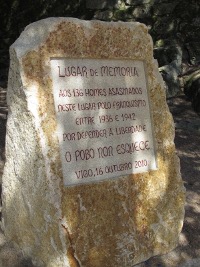 LUGAR DE MEMORIA
AOS 136 HOMES ASASINADOS
NESTE LUGAR POLO FRANQUISMO
ENTRE 1936 E 1942
POR DEFENDER A LIBERDADE
O POBO NON ESQUECE
VIGO, 16 OUTUBRO 2010